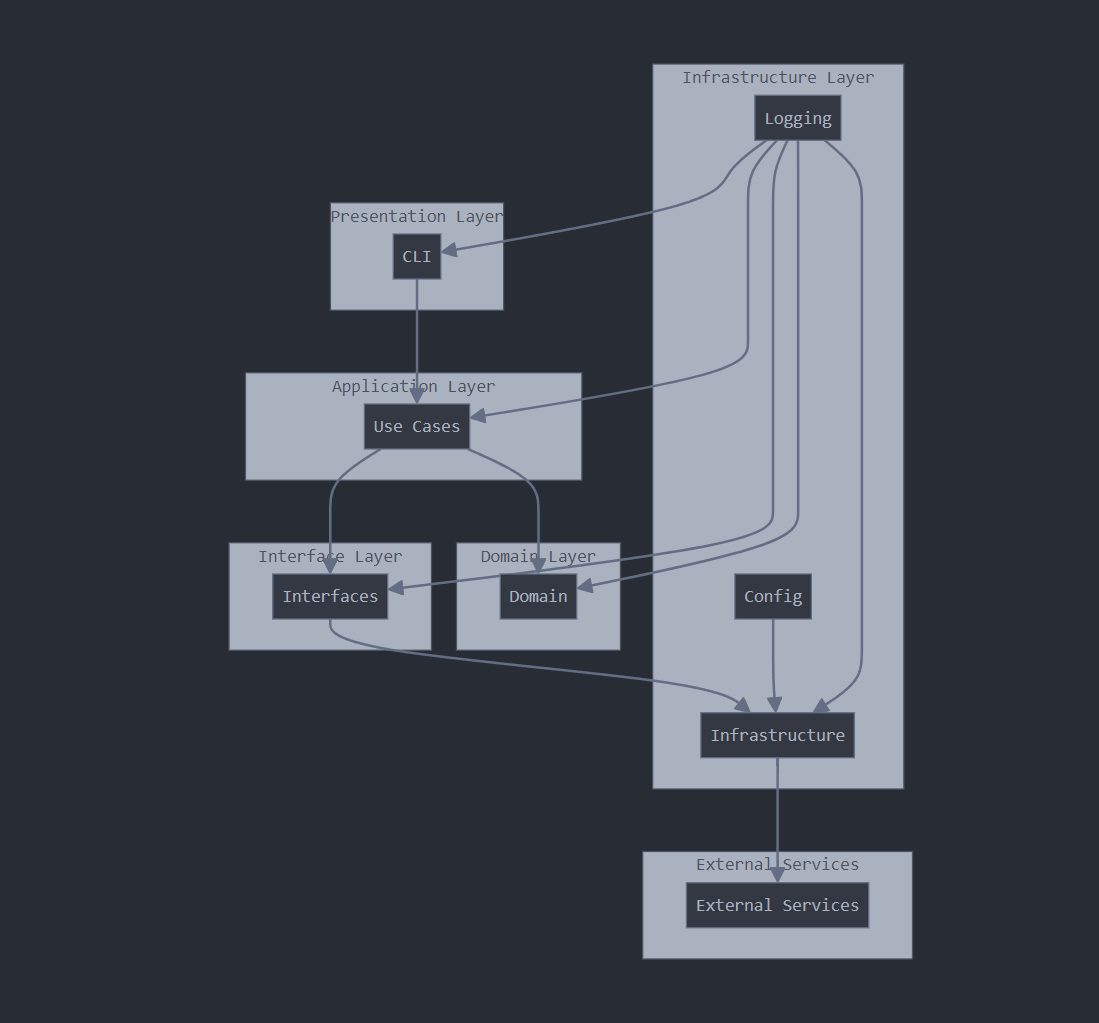 Infrastructure Layer
Logging
Presentation Layer
CLI
Application Layer
Use Cases
Interface Layer
Domain Layer
Interfaces
Domain
Config
Infrastructure
External Services
External Services